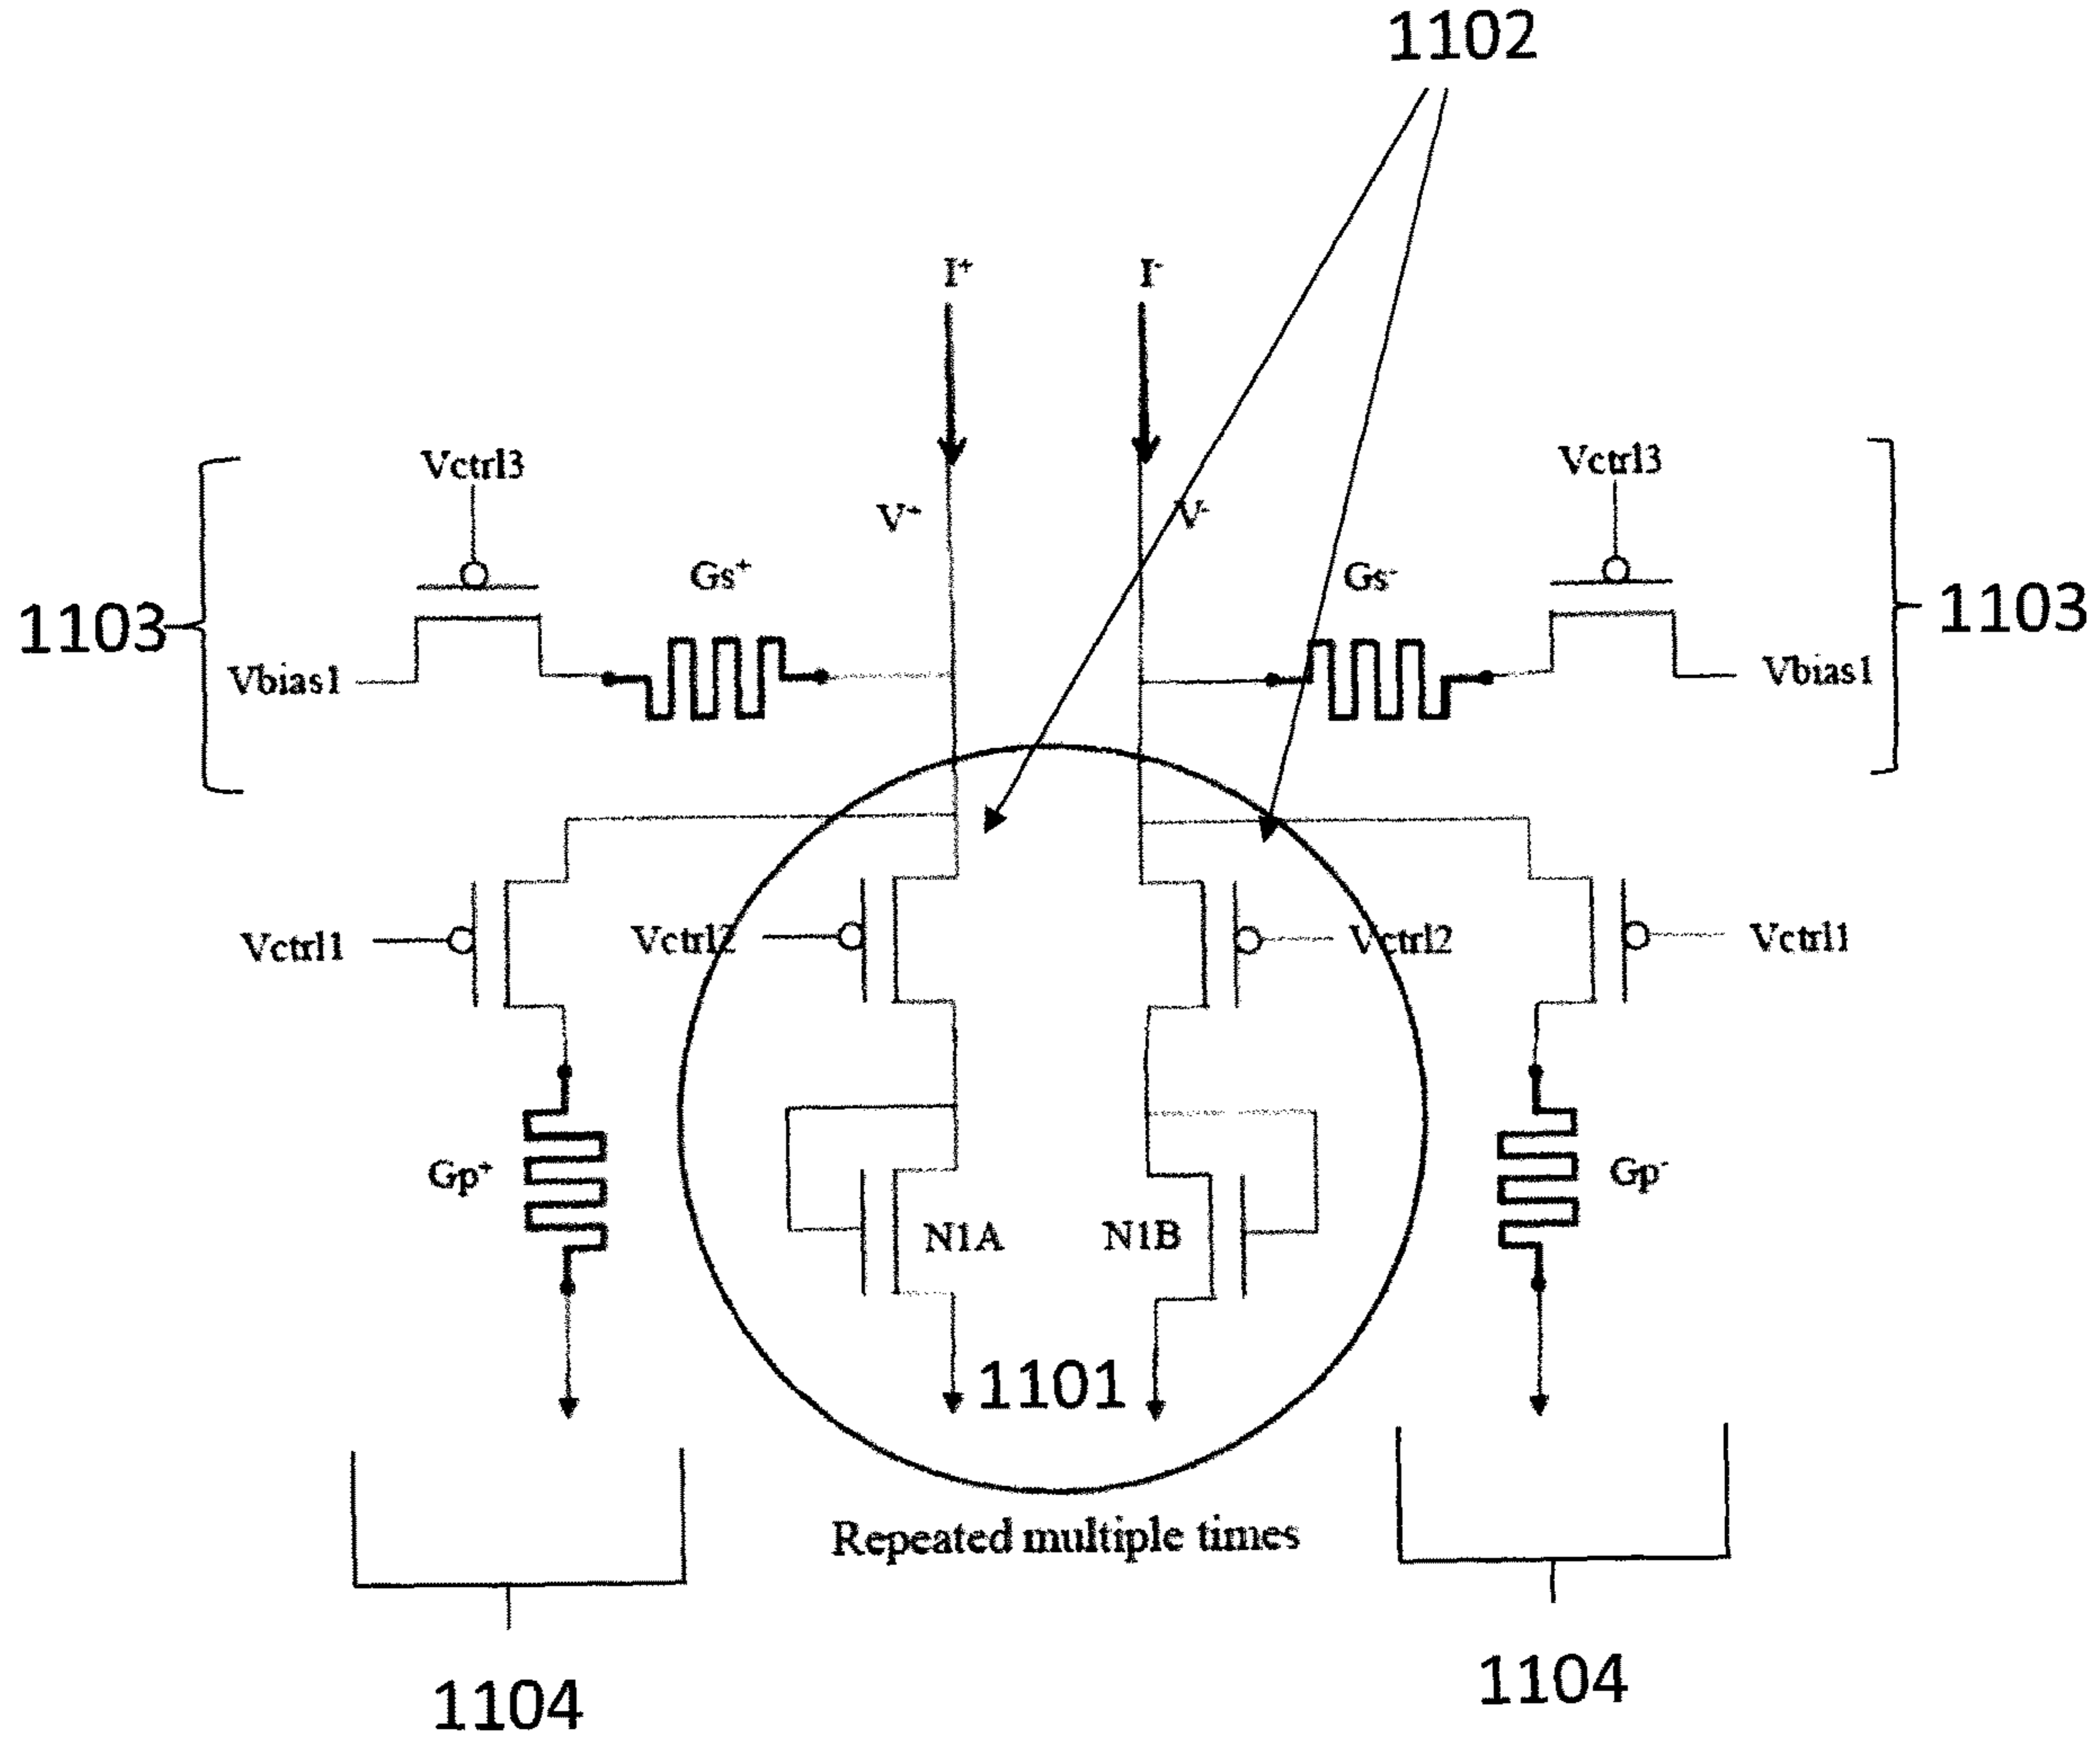 1102
I⁺ I⁻
Vctrl3 Vctrl3
V⁺ V⁻
Gs⁺ Gs⁻
1103 1103
Vbias1 Vbias1
Vctrl1 Vctrl2 Vctrl2 Vctrl1
Gp⁺ Gp⁻
N1A N1B
1101
Repeated multiple times
1104 1104